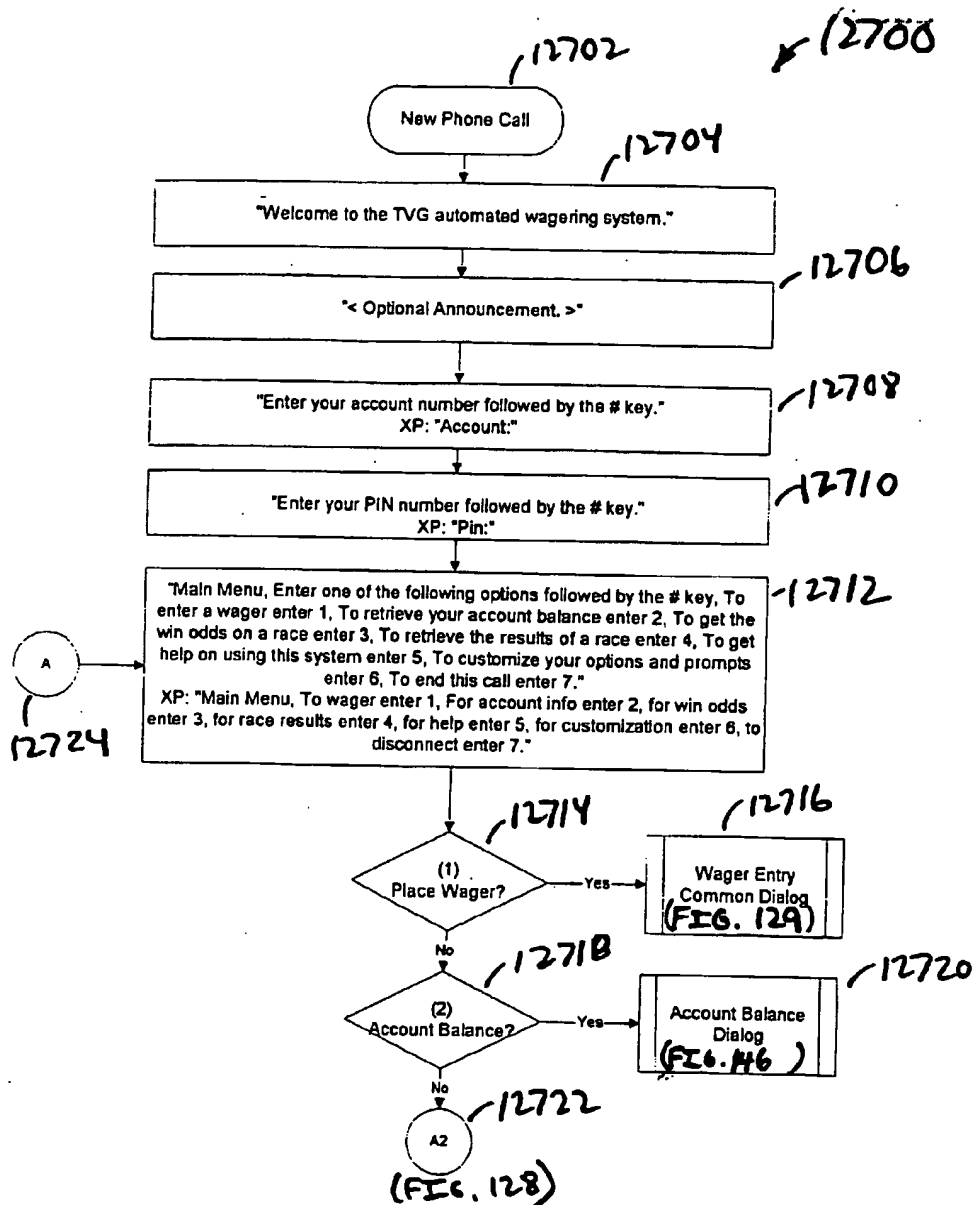 12700
12702
New Phone Call
12704
"Welcome to the TVG automated wagering system."
12706
"< Optional Announcement. >"
12708
"Enter your account number followed by the # key."
XP: "Account:"
12710
"Enter your PIN number followed by the # key."
XP: "Pin:"
12712
"Main Menu, Enter one of the following options followed by the # key, To
enter a wager enter 1, To retrieve your account balance enter 2, To get the
win odds on a race enter 3, To retrieve the results of a race enter 4, To get
help on using this system enter 5, To customize your options and prompts
enter 6, To end this call enter 7."
XP: "Main Menu, To wager enter 1, For account info enter 2, for win odds
enter 3, for race results enter 4, for help enter 5, for customization enter 6, to
disconnect enter 7."
A
12724
12714
(1)
Place Wager?
Yes
12716
Wager Entry
Common Dialog
(FIG. 129)
No
12718
(2)
Account Balance?
Yes
12720
Account Balance
Dialog
(FIG. 146 )
No
12722
A2
(FIG. 128)